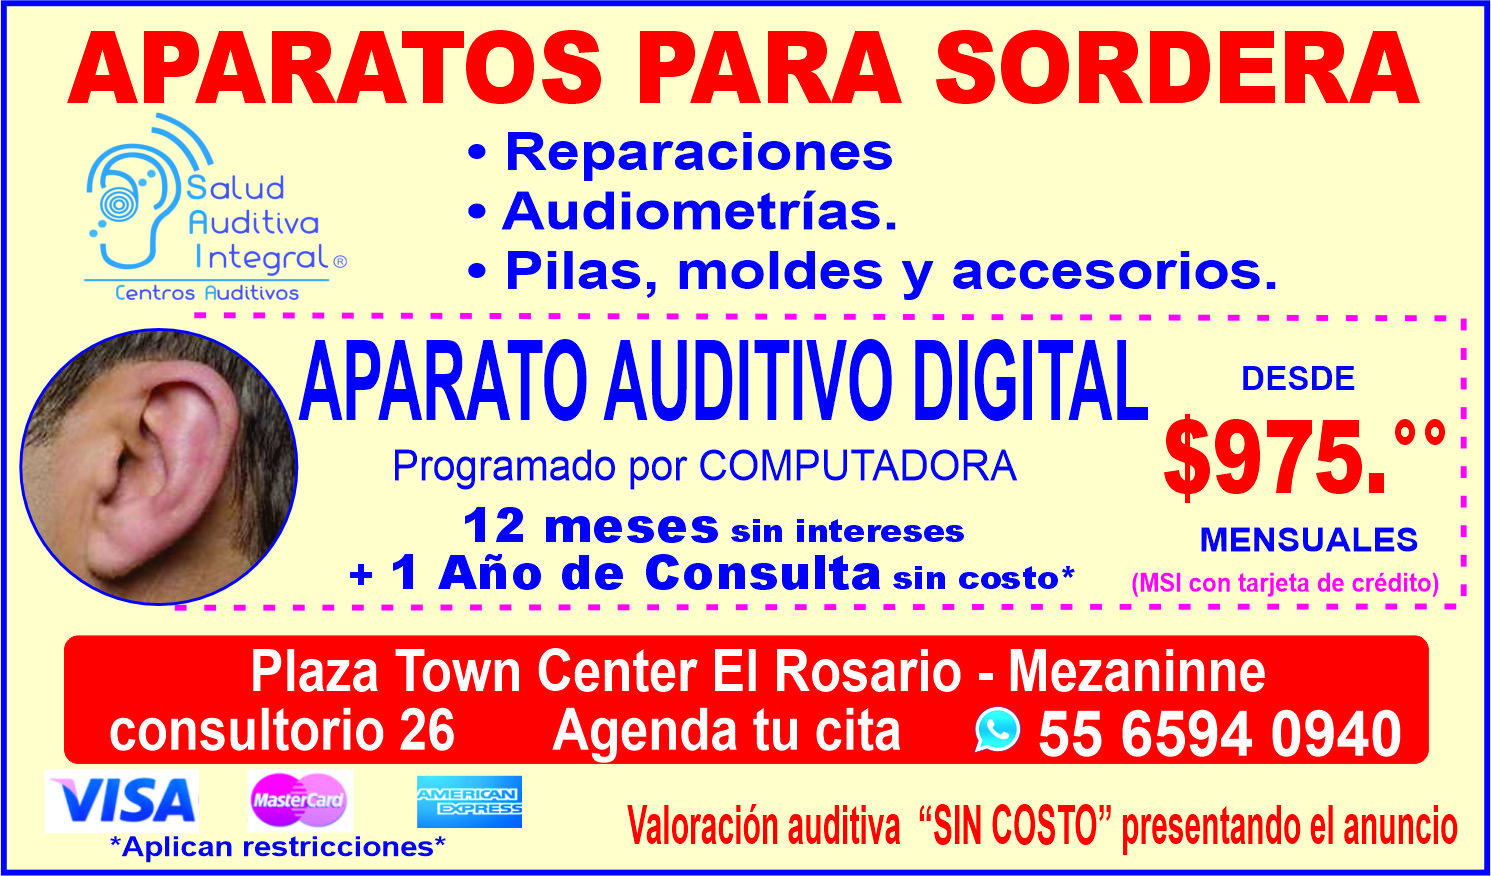 APARATOS PARA SORDERA
Salud
Auditiva
Integral®
Centros Auditivos
• Reparaciones
• Audiometrías.
• Pilas, moldes y accesorios.
APARATO AUDITIVO DIGITAL
Programado por COMPUTADORA
12 meses sin intereses
+ 1 Año de Consulta sin costo*
DESDE
$975.°°
MENSUALES
(MSI con tarjeta de crédito)
Plaza Town Center El Rosario - Mezaninne
consultorio 26 Agenda tu cita 55 6594 0940
VISA MasterCard AMERICAN EXPRESS
*Aplican restricciones*
Valoración auditiva “SIN COSTO” presentando el anuncio